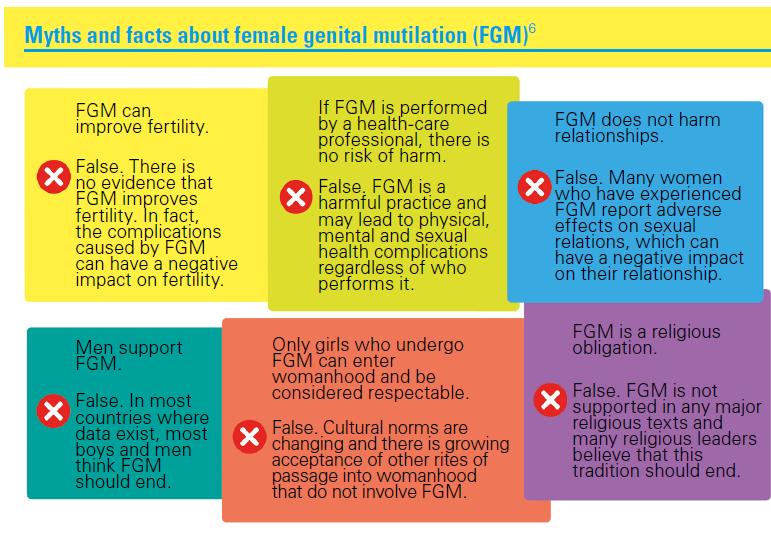 Myths and facts about female genital mutilation (FGM)6
FGM can
improve fertility.
False. There is
no evidence that
FGM improves
fertility. In fact,
the complications
caused by FGM
can have a negative
impact on fertility.
If FGM is performed
by a health-care
professional, there is
no risk of harm.
False. FGM is a
harmful practice and
may lead to physical,
mental and sexual
health complications
regardless of who
performs it.
FGM does not harm
relationships.
False. Many women
who have experienced
FGM report adverse
effects on sexual
relations, which can
have a negative impact
on their relationship.
Men support
FGM.
False. In most
countries where
data exist, most
boys and men
think FGM
should end.
Only girls who undergo
FGM can enter
womanhood and be
considered respectable.
False. Cultural norms are
changing and there is growing
acceptance of other rites of
passage into womanhood
that do not involve FGM.
FGM is a religious
obligation.
False. FGM is not
supported in any major
religious texts and
many religious leaders
believe that this
tradition should end.